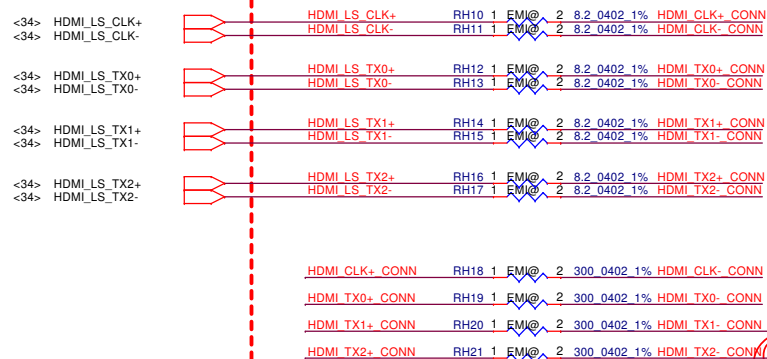 <34> HDMI_LS_CLK+ HDMI_LS_CLK+ RH10 1 EMI@ 2 8.2_0402_1% HDMI_CLK+_CONN
<34> HDMI_LS_CLK- HDMI_LS_CLK- RH11 1 2 8.2_0402_1% HDMI_CLK-_CONN
<34> HDMI_LS_TX0+ HDMI_LS_TX0+ RH12 1 EMI@ 2 8.2_0402_1% HDMI_TX0+_CONN
<34> HDMI_LS_TX0- HDMI_LS_TX0- RH13 1 EMI@ 2 8.2_0402_1% HDMI_TX0-_CONN
<34> HDMI_LS_TX1+ HDMI_LS_TX1+ RH14 1 EMI@ 2 8.2_0402_1% HDMI_TX1+_CONN
<34> HDMI_LS_TX1- HDMI_LS_TX1- RH15 1 EMI@ 2 8.2_0402_1% HDMI_TX1-_CONN
<34> HDMI_LS_TX2+ HDMI_LS_TX2+ RH16 1 EMI@ 2 8.2_0402_1% HDMI_TX2+_CONN
<34> HDMI_LS_TX2- HDMI_LS_TX2- RH17 1 EMI@ 2 8.2_0402_1% HDMI_TX2-_CONN
HDMI_CLK+_CONN RH18 1 EMI@ 2 300_0402_1% HDMI_CLK-_CONN
HDMI_TX0+_CONN RH19 1 EMI@ 2 300_0402_1% HDMI_TX0-_CONN
HDMI_TX1+_CONN RH20 1 EMI@ 2 300_0402_1% HDMI_TX1-_CONN
HDMI_TX2+_CONN RH21 1 EMI@ 2 300_0402_1% HDMI_TX2-_CONN